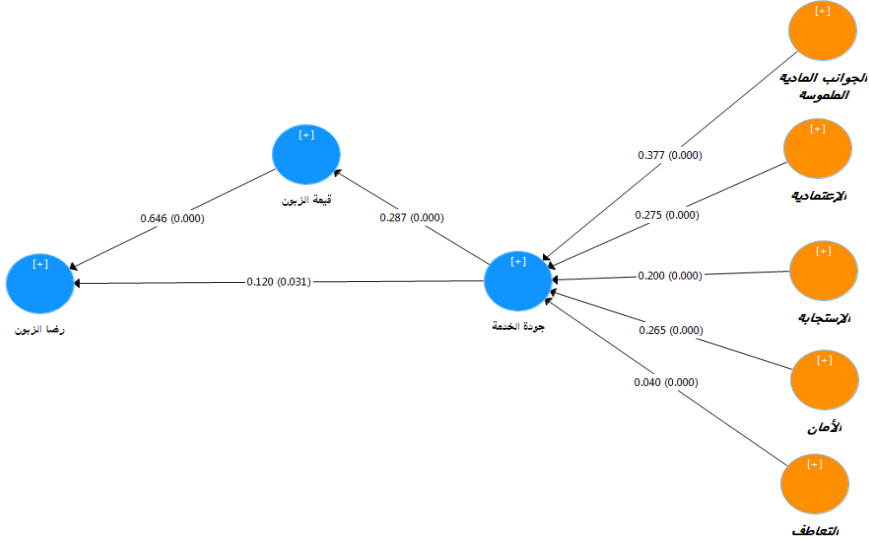 [+]
الجوانب المادية
الملموسة
[+]
الإعتمادية
[+]
الإستجابة
[+]
الأمان
[+]
التعاطف
0.377 (0.000)
0.275 (0.000)
0.200 (0.000)
0.265 (0.000)
0.040 (0.000)
[+]
جودة الخدمة
0.287 (0.000)
0.120 (0.031)
[+]
قيمة الزبون
0.646 (0.000)
[+]
رضا الزبون